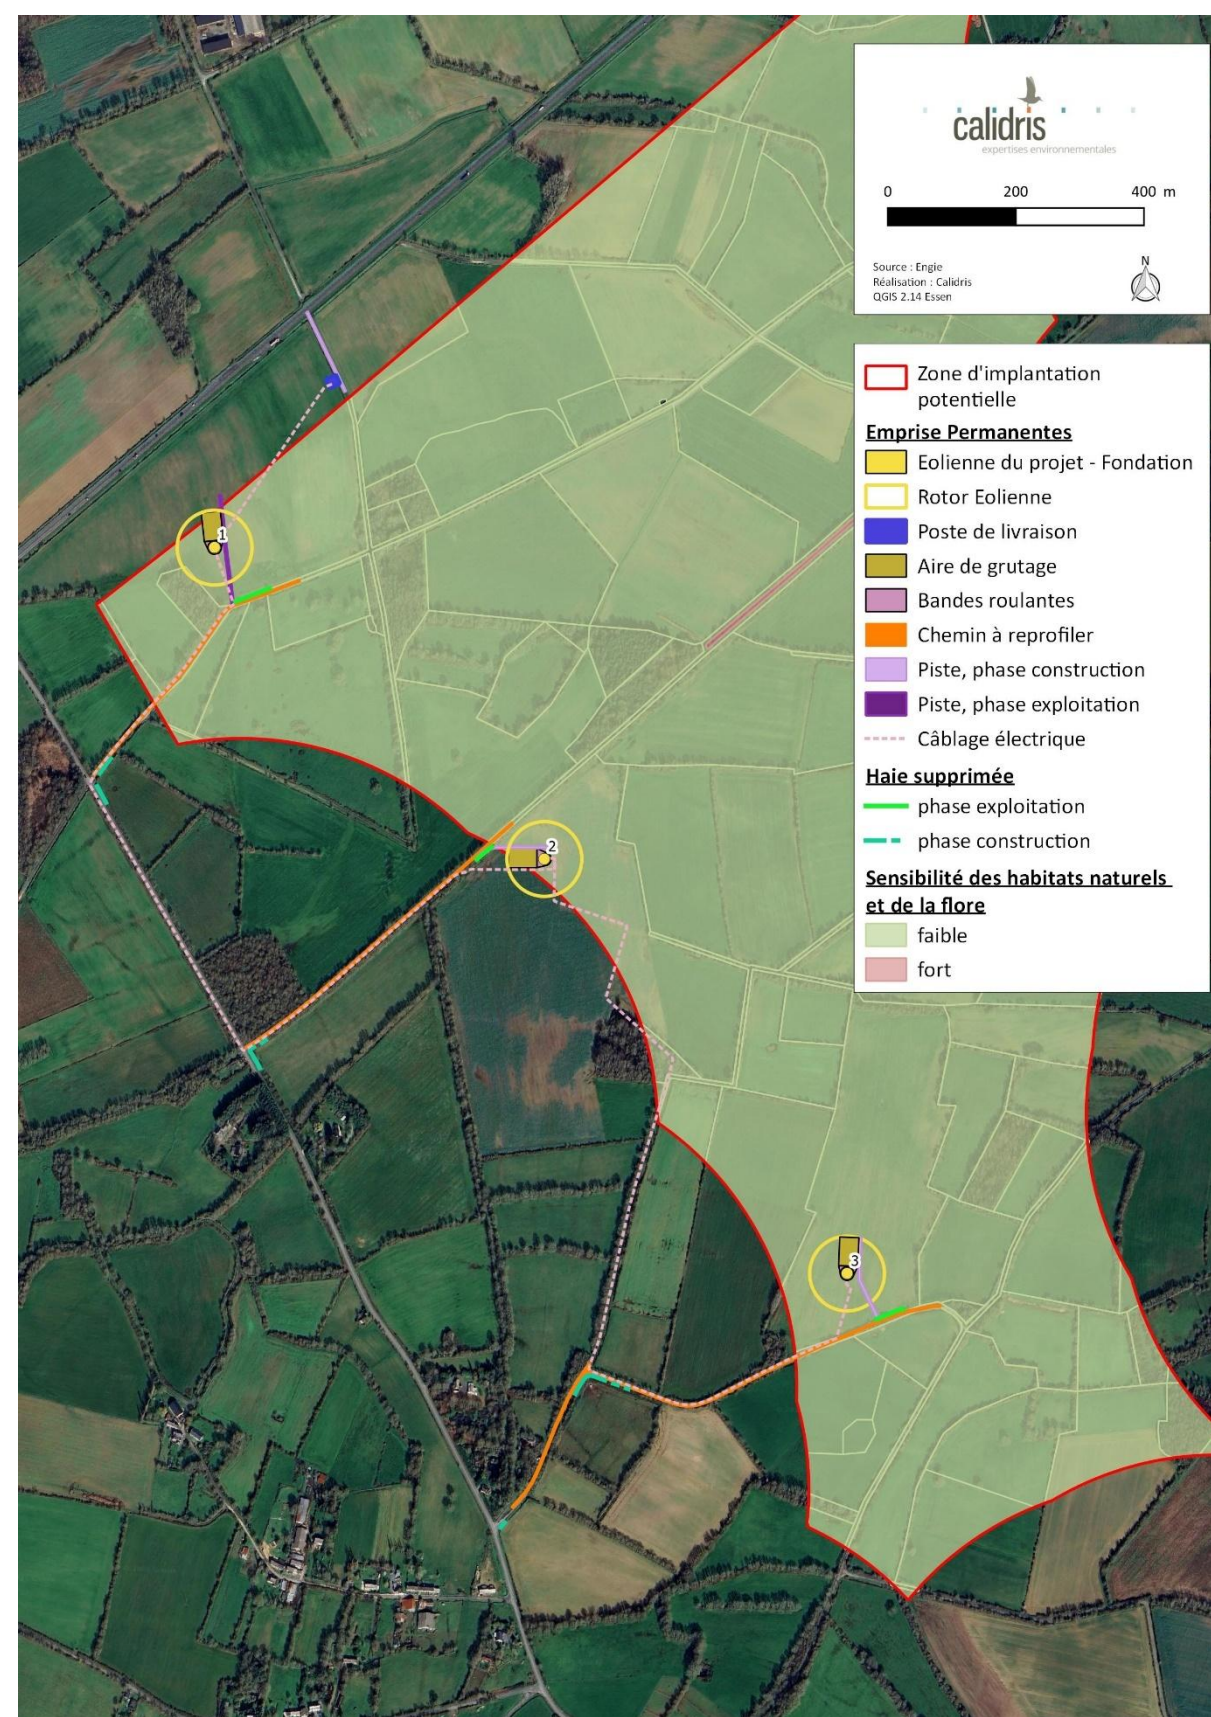 calidris
expertises environnementales
0 200 400 m
Source : Engie
Réalisation : Calidris
QGIS 2.14 Essen
N
Zone d'implantation
potentielle
Emprise Permanentes
Eolienne du projet - Fondation
Rotor Eolienne
Poste de livraison
Aire de grutage
Bandes roulantes
Chemin à reprofiler
Piste, phase construction
Piste, phase exploitation
Câblage électrique
Haie supprimée
phase exploitation
phase construction
Sensibilité des habitats naturels
et de la flore
faible
fort
1
2
3